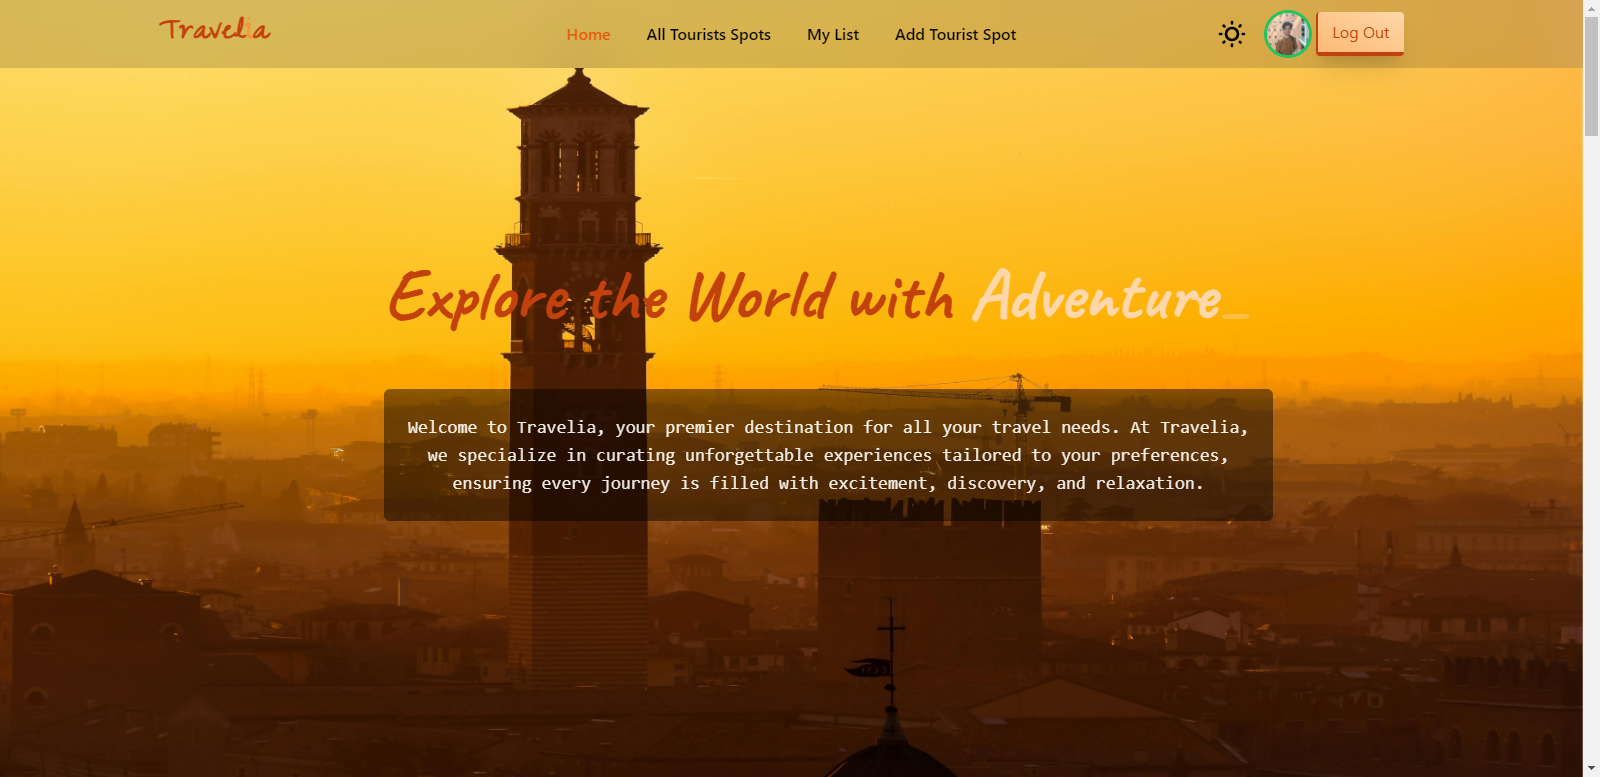 Travelia
Home
All Tourists Spots
My List
Add Tourist Spot
Log Out
Explore the World with Adventure_
Welcome to Travelia, your premier destination for all your travel needs. At Travelia,
we specialize in curating unforgettable experiences tailored to your preferences,
ensuring every journey is filled with excitement, discovery, and relaxation.